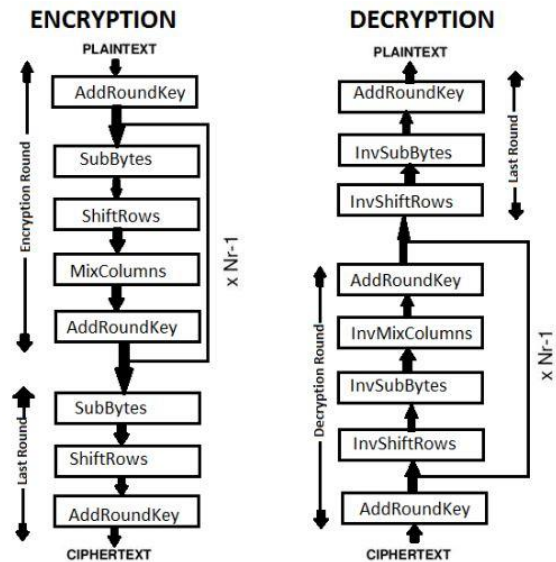 ENCRYPTION
PLAINTEXT
AddRoundKey
SubBytes
ShiftRows
MixColumns
AddRoundKey
SubBytes
ShiftRows
AddRoundKey
CIPHERTEXT
Encryption Round
Last Round
x Nr-1
DECRYPTION
PLAINTEXT
AddRoundKey
InvSubBytes
InvShiftRows
AddRoundKey
InvMixColumns
InvSubBytes
InvShiftRows
AddRoundKey
CIPHERTEXT
Last Round
Decryption Round
x Nr-1